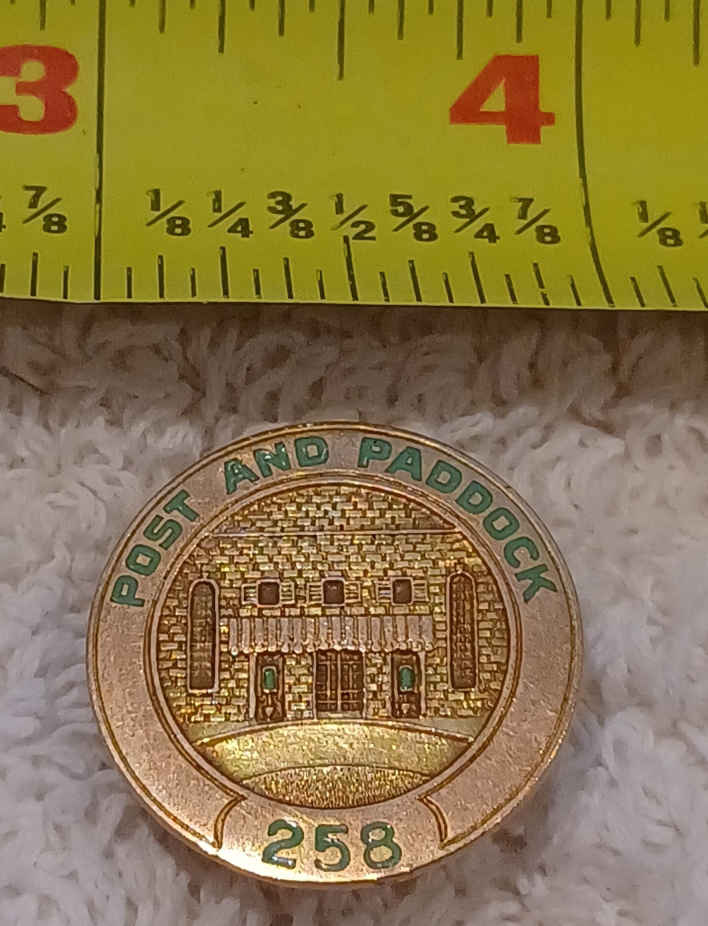 3 4
7/8 1/8 1/4 3/8 1/2 5/8 3/4 7/8 1/8
POST AND PADDOCK
258